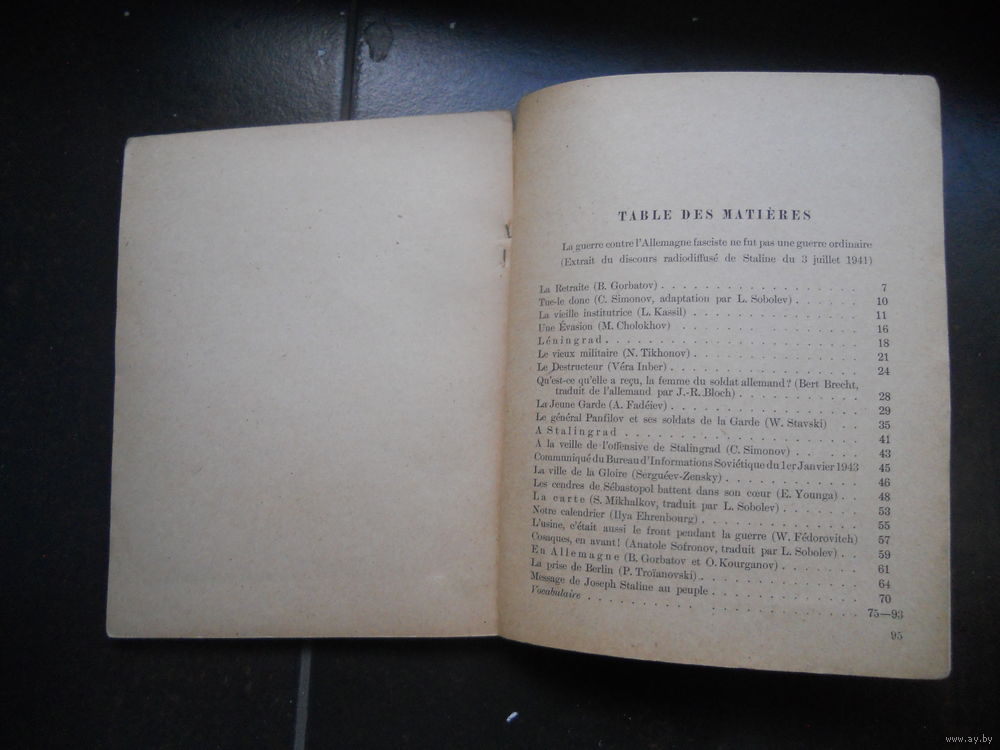 TABLE DES MATIÈRES
La guerre contre l'Allemagne fasciste ne fut pas une guerre ordinaire
(Extrait du discours radiodiffusé de Staline du 3 juillet 1941)
La Retraite (B. Gorbatov) . . . . . . . . . . . . . . 7
Tue-le donc (C. Simonov, adaptation par L. Sobolev) . . . . . 10
La vieille institutrice (L. Kassil) . . . . . . . . . . . . 11
Une Évasion (M. Cholokhov) . . . . . . . . . . . . 16
Léningrad . . . . . . . . . . . . . . . . . 18
Le vieux militaire (N. Tikhonov) . . . . . . . . . . . . 21
Le Destructeur (Véra Inber) . . . . . . . . . . . . . 24
Qu'est-ce qu'elle a reçu, la femme du soldat allemand? (Bert Brecht,
traduit de l'allemand par J.-R. Bloch) . . . . . . . . . 28
La Jeune Garde (A. Fadéiev) . . . . . . . . . . . . . 29
Le général Panfilov et ses soldats de la Garde (W. Stavski) . . 35
A Stalingrad . . . . . . . . . . . . . . . . 41
A la veille de l'offensive de Stalingrad (C. Simonov) . . . . . 43
Communiqué du Bureau d'Informations Soviétique du 1er Janvier 1943 45
La ville de la Gloire (Serguéev-Zensky) . . . . . . . . . . 46
Les cendres de Sébastopol battent dans son cœur (E. Younga) . . 48
La carte (S. Mikhalkov, traduit par L. Sobolev) . . . . . . . 53
Notre calendrier (Ilya Ehrenbourg) . . . . . . . . . . . 55
L'usine, c'était aussi le front pendant la guerre (W. Fédorovitch) 57
Cosaques, en avant! (Anatole Sofronov, traduit par L. Sobolev) . . 59
En Allemagne (B. Gorbatov et O. Kourganov) . . . . . . . 61
La prise de Berlin (P. Troïanovski) . . . . . . . . . . . 64
Message de Joseph Staline au peuple . . . . . . . . . . . 70
Vocabulaire . . . . . . . . . . . . . . . . 75—93
95
www.ay.by